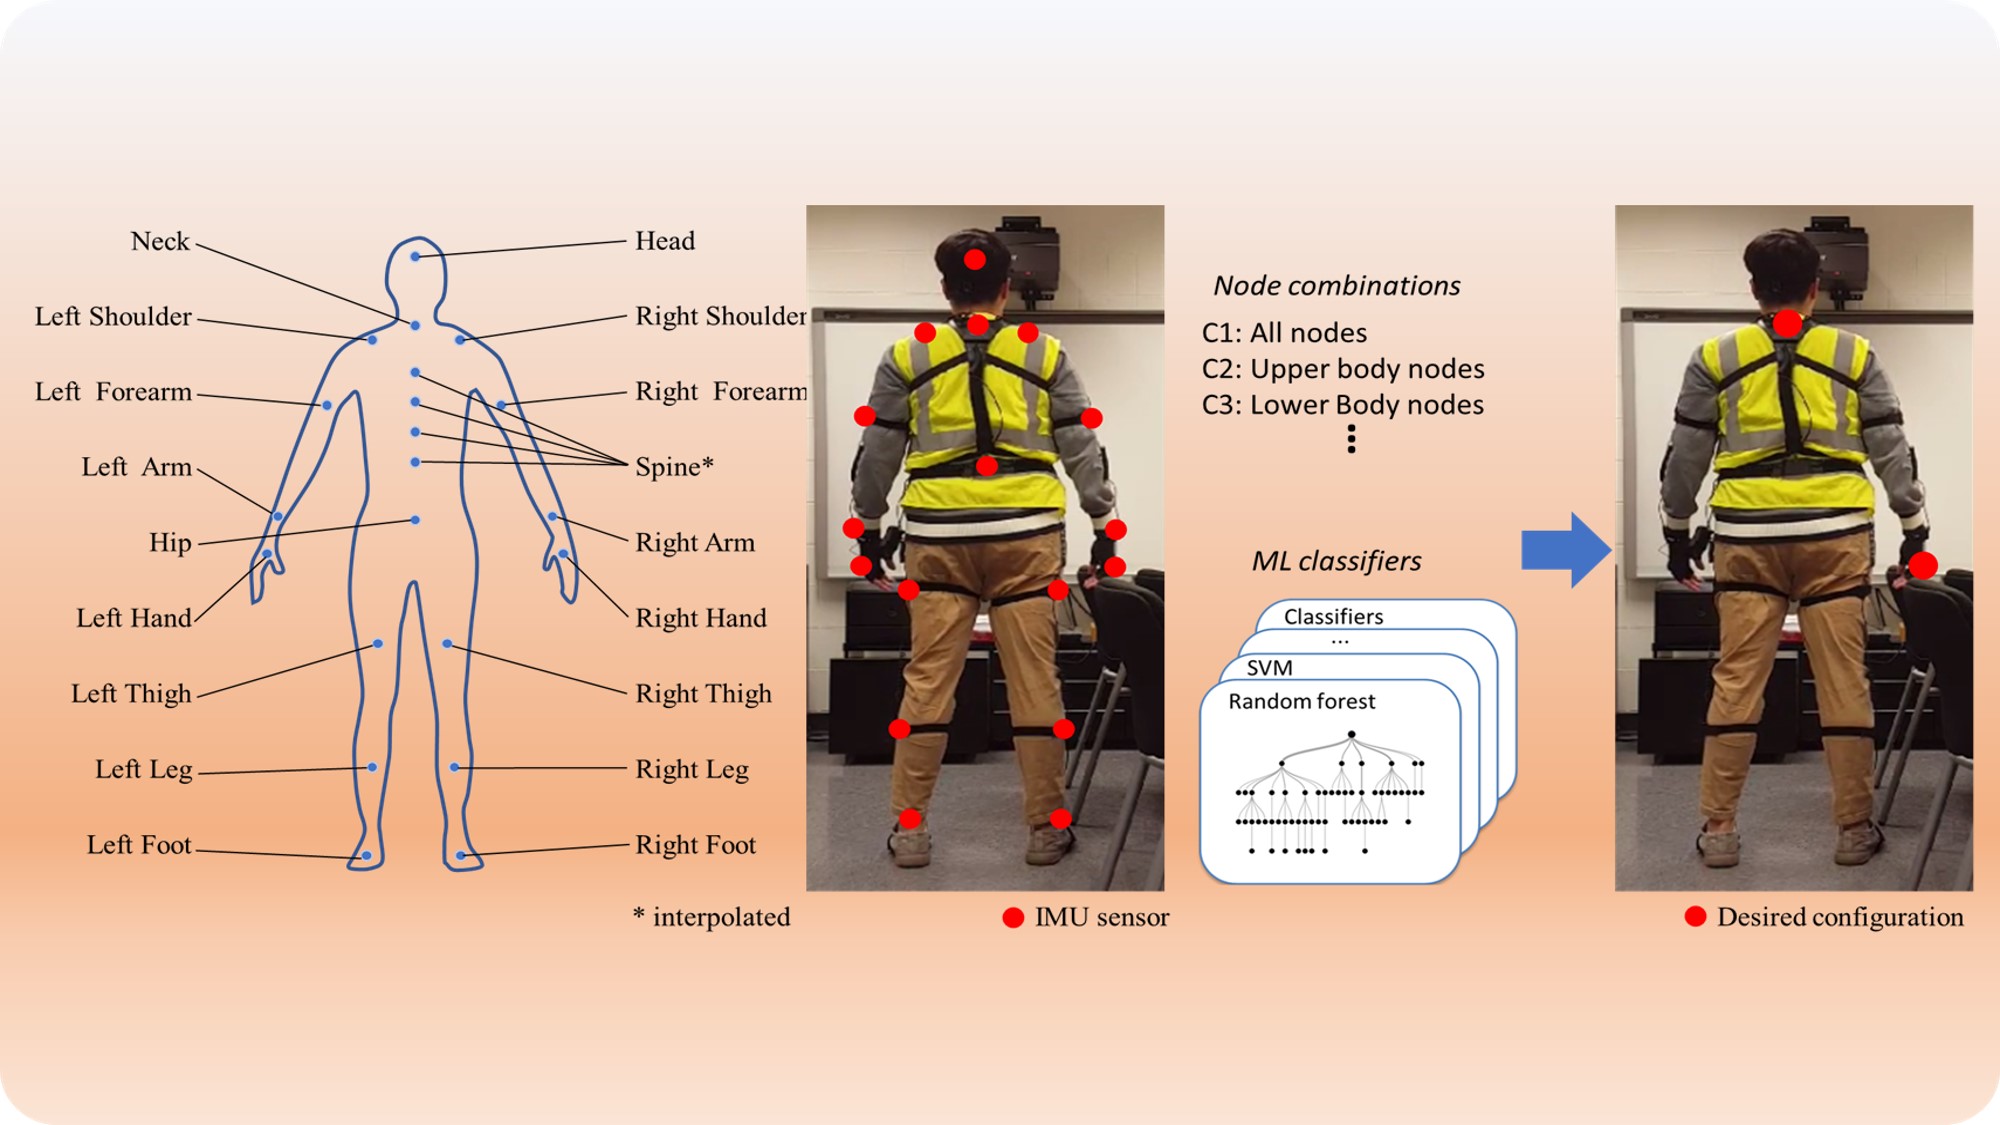 Neck
Left Shoulder
Left  Forearm
Left  Arm
Hip
Left Hand
Left Thigh
Left Leg
Left Foot
Head
Right Shoulder
Right  Forearm
Spine*
Right Arm
Right Hand
Right Thigh
Right Leg
Right Foot
* interpolated
IMU sensor
Node combinations
C1: All nodes
C2: Upper body nodes
C3: Lower Body nodes
ML classifiers
Classifiers
...
SVM
Random forest
Desired configuration